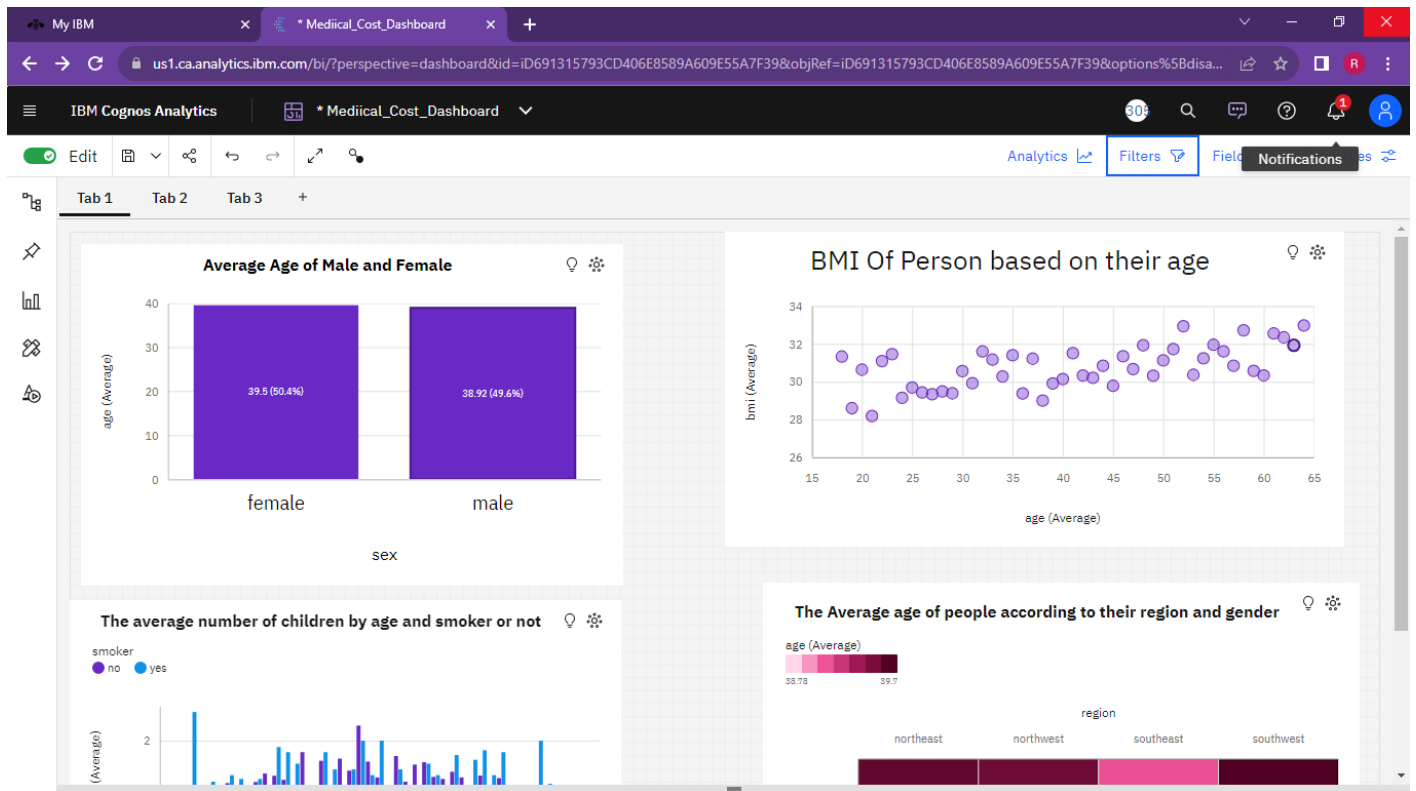 My IBM
* Mediical_Cost_Dashboard
us1.ca.analytics.ibm.com/bi/?perspective=dashboard&id=iD691315793CD406E8589A609E55A7F39&objRef=iD691315793CD406E8589A609E55A7F39&options%5Bdisa...
R
IBM Cognos Analytics
* Mediical_Cost_Dashboard
305
1
Edit
Analytics
Filters
Notifications
Tab 1
Tab 2
Tab 3
Average Age of Male and Female
age (Average)
40
30
20
10
0
39.5 (50.4%)
38.92 (49.6%)
female
male
sex
BMI Of Person based on their age
bmi (Average)
34
32
30
28
26
15 20 25 30 35 40 45 50 55 60 65
age (Average)
The average number of children by age and smoker or not
smoker
no yes
(Average)
2
The Average age of people according to their region and gender
age (Average)
38.78 39.7
region
northeast northwest southeast southwest